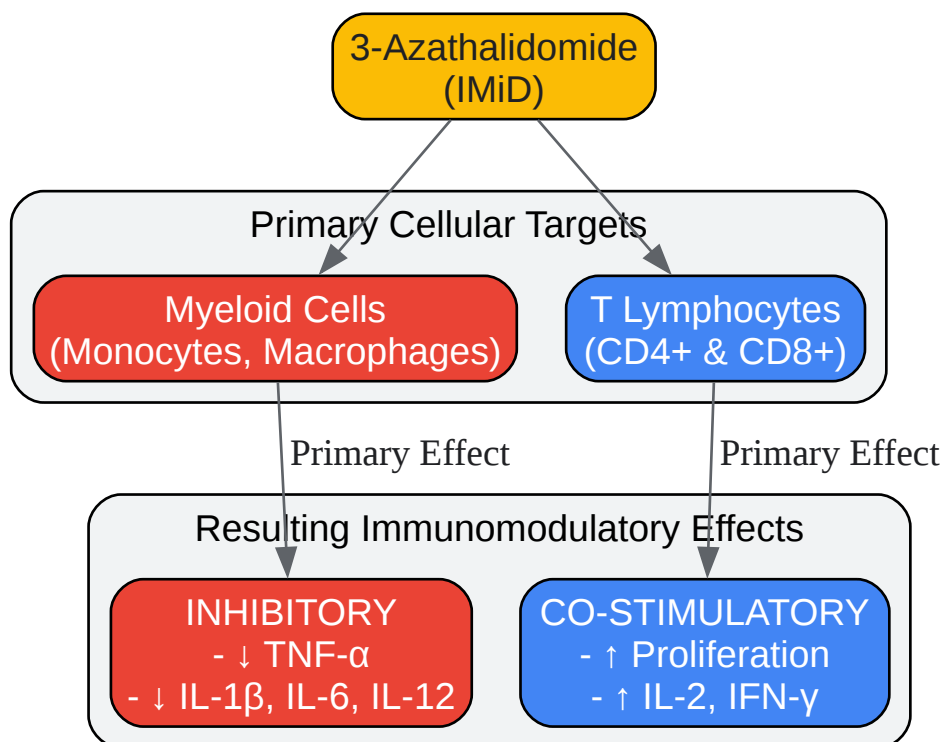 3-Azathalidomide
(IMiD)
Primary Cellular Targets
Myeloid Cells
(Monocytes, Macrophages)
T Lymphocytes
(CD4+ & CD8+)
Primary Effect
Primary Effect
Resulting Immunomodulatory Effects
INHIBITORY
- ↓ TNF-α
- ↓ IL-1β, IL-6, IL-12
CO-STIMULATORY
- ↑ Proliferation
- ↑ IL-2, IFN-γ